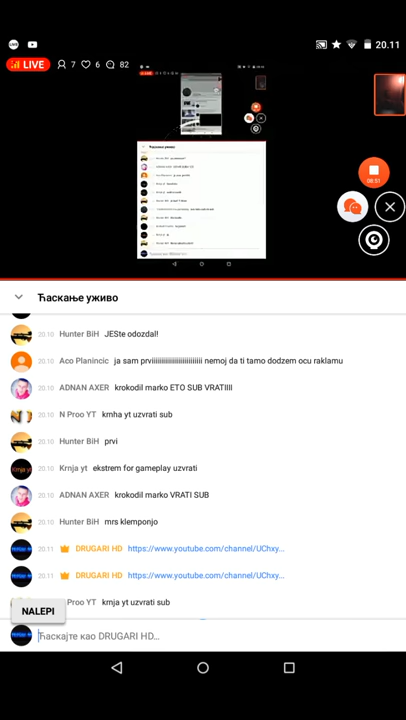 20.11
LIVE 7 6 82
08:51
Ћаскање уживо
20.10 Hunter BiH JESte odozdal!
20.10 Aco Planincic ja sam prviiiiiiiiiiiiiiiiiiiiiii nemoj da ti tamo dodzem ocu raklamu
20.10 ADNAN AXER krokodil marko ETO SUB VRATIIII
20.10 N Proo YT krnha yt uzvrati sub
20.10 Hunter BiH prvi
20.10 Krnja yt ekstrem for gameplay uzvrati
20.10 ADNAN AXER krokodil marko VRATI SUB
20.10 Hunter BiH mrs klemponjo
20.11 DRUGARI HD https://www.youtube.com/channel/UChxy...
20.11 DRUGARI HD https://www.youtube.com/channel/UChxy...
Proo YT krnja yt uzvrati sub
NALEPI
Ћаскајте као DRUGARI HD...